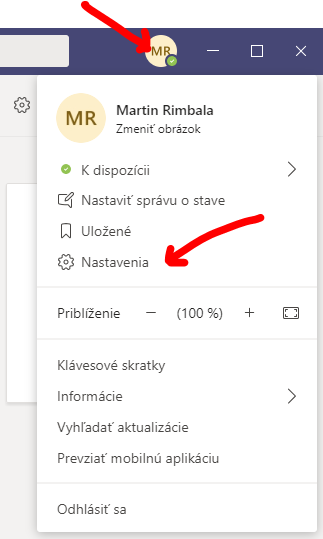 MR
MR
Martin Rimbala
Zmeniť obrázok
K dispozícii
Nastaviť správu o stave
Uložené
Nastavenia
Priblíženie − (100 %) +
Klávesové skratky
Informácie
Vyhľadať aktualizácie
Prevziať mobilnú aplikáciu
Odhlásiť sa